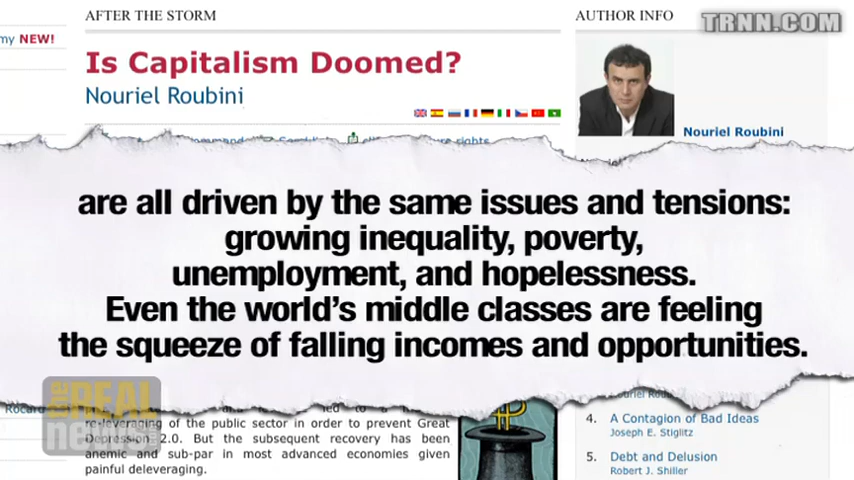 AFTER THE STORM
AUTHOR INFO
TRNN.COM
my NEW!
Is Capitalism Doomed?
Nouriel Roubini
Nouriel Roubini
are all driven by the same issues and tensions:
growing inequality, poverty,
unemployment, and hopelessness.
Even the world's middle classes are feeling
the squeeze of falling incomes and opportunities.
the REAL
news
Rocard
re-leveraging of the public sector in order to prevent Great
Depression 2.0. But the subsequent recovery has been
anemic and sub-par in most advanced economies given
painful deleveraging.
4. A Contagion of Bad Ideas
Joseph E. Stiglitz
5. Debt and Delusion
Robert J. Shiller